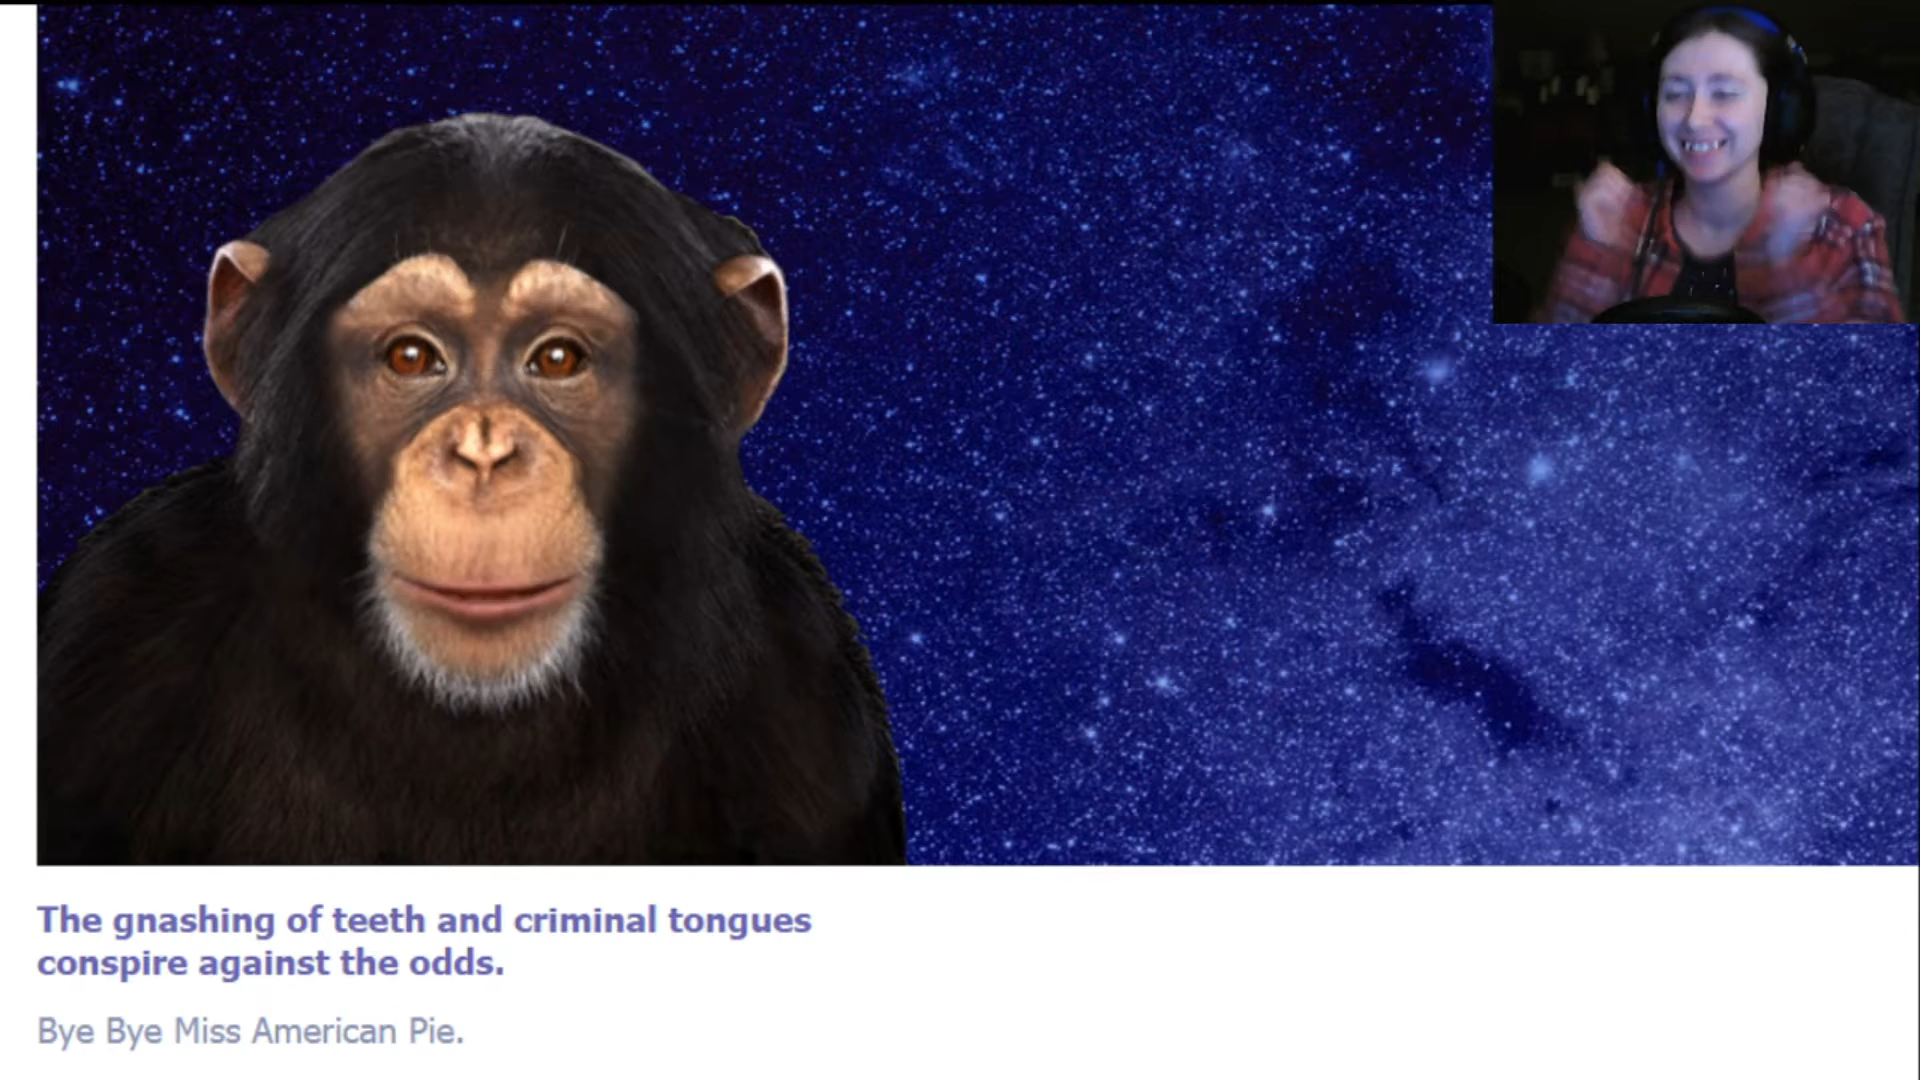 The gnashing of teeth and criminal tongues
conspire against the odds.
Bye Bye Miss American Pie.